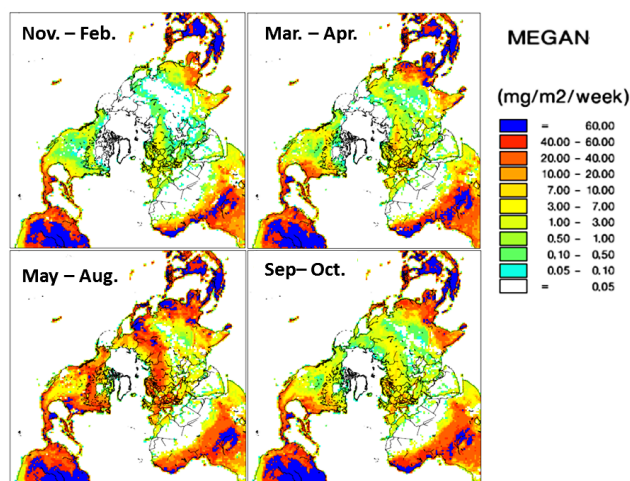 Nov. – Feb.
Mar. – Apr.
May – Aug.
Sep– Oct.
MEGAN
(mg/m2/week)
= 60.00
40.00 – 60.00
20.00 – 40.00
10.00 – 20.00
7.00 – 10.00
3.00 – 7.00
1.00 – 3.00
0.50 – 1.00
0.10 – 0.50
0.05 – 0.10
= 0.05